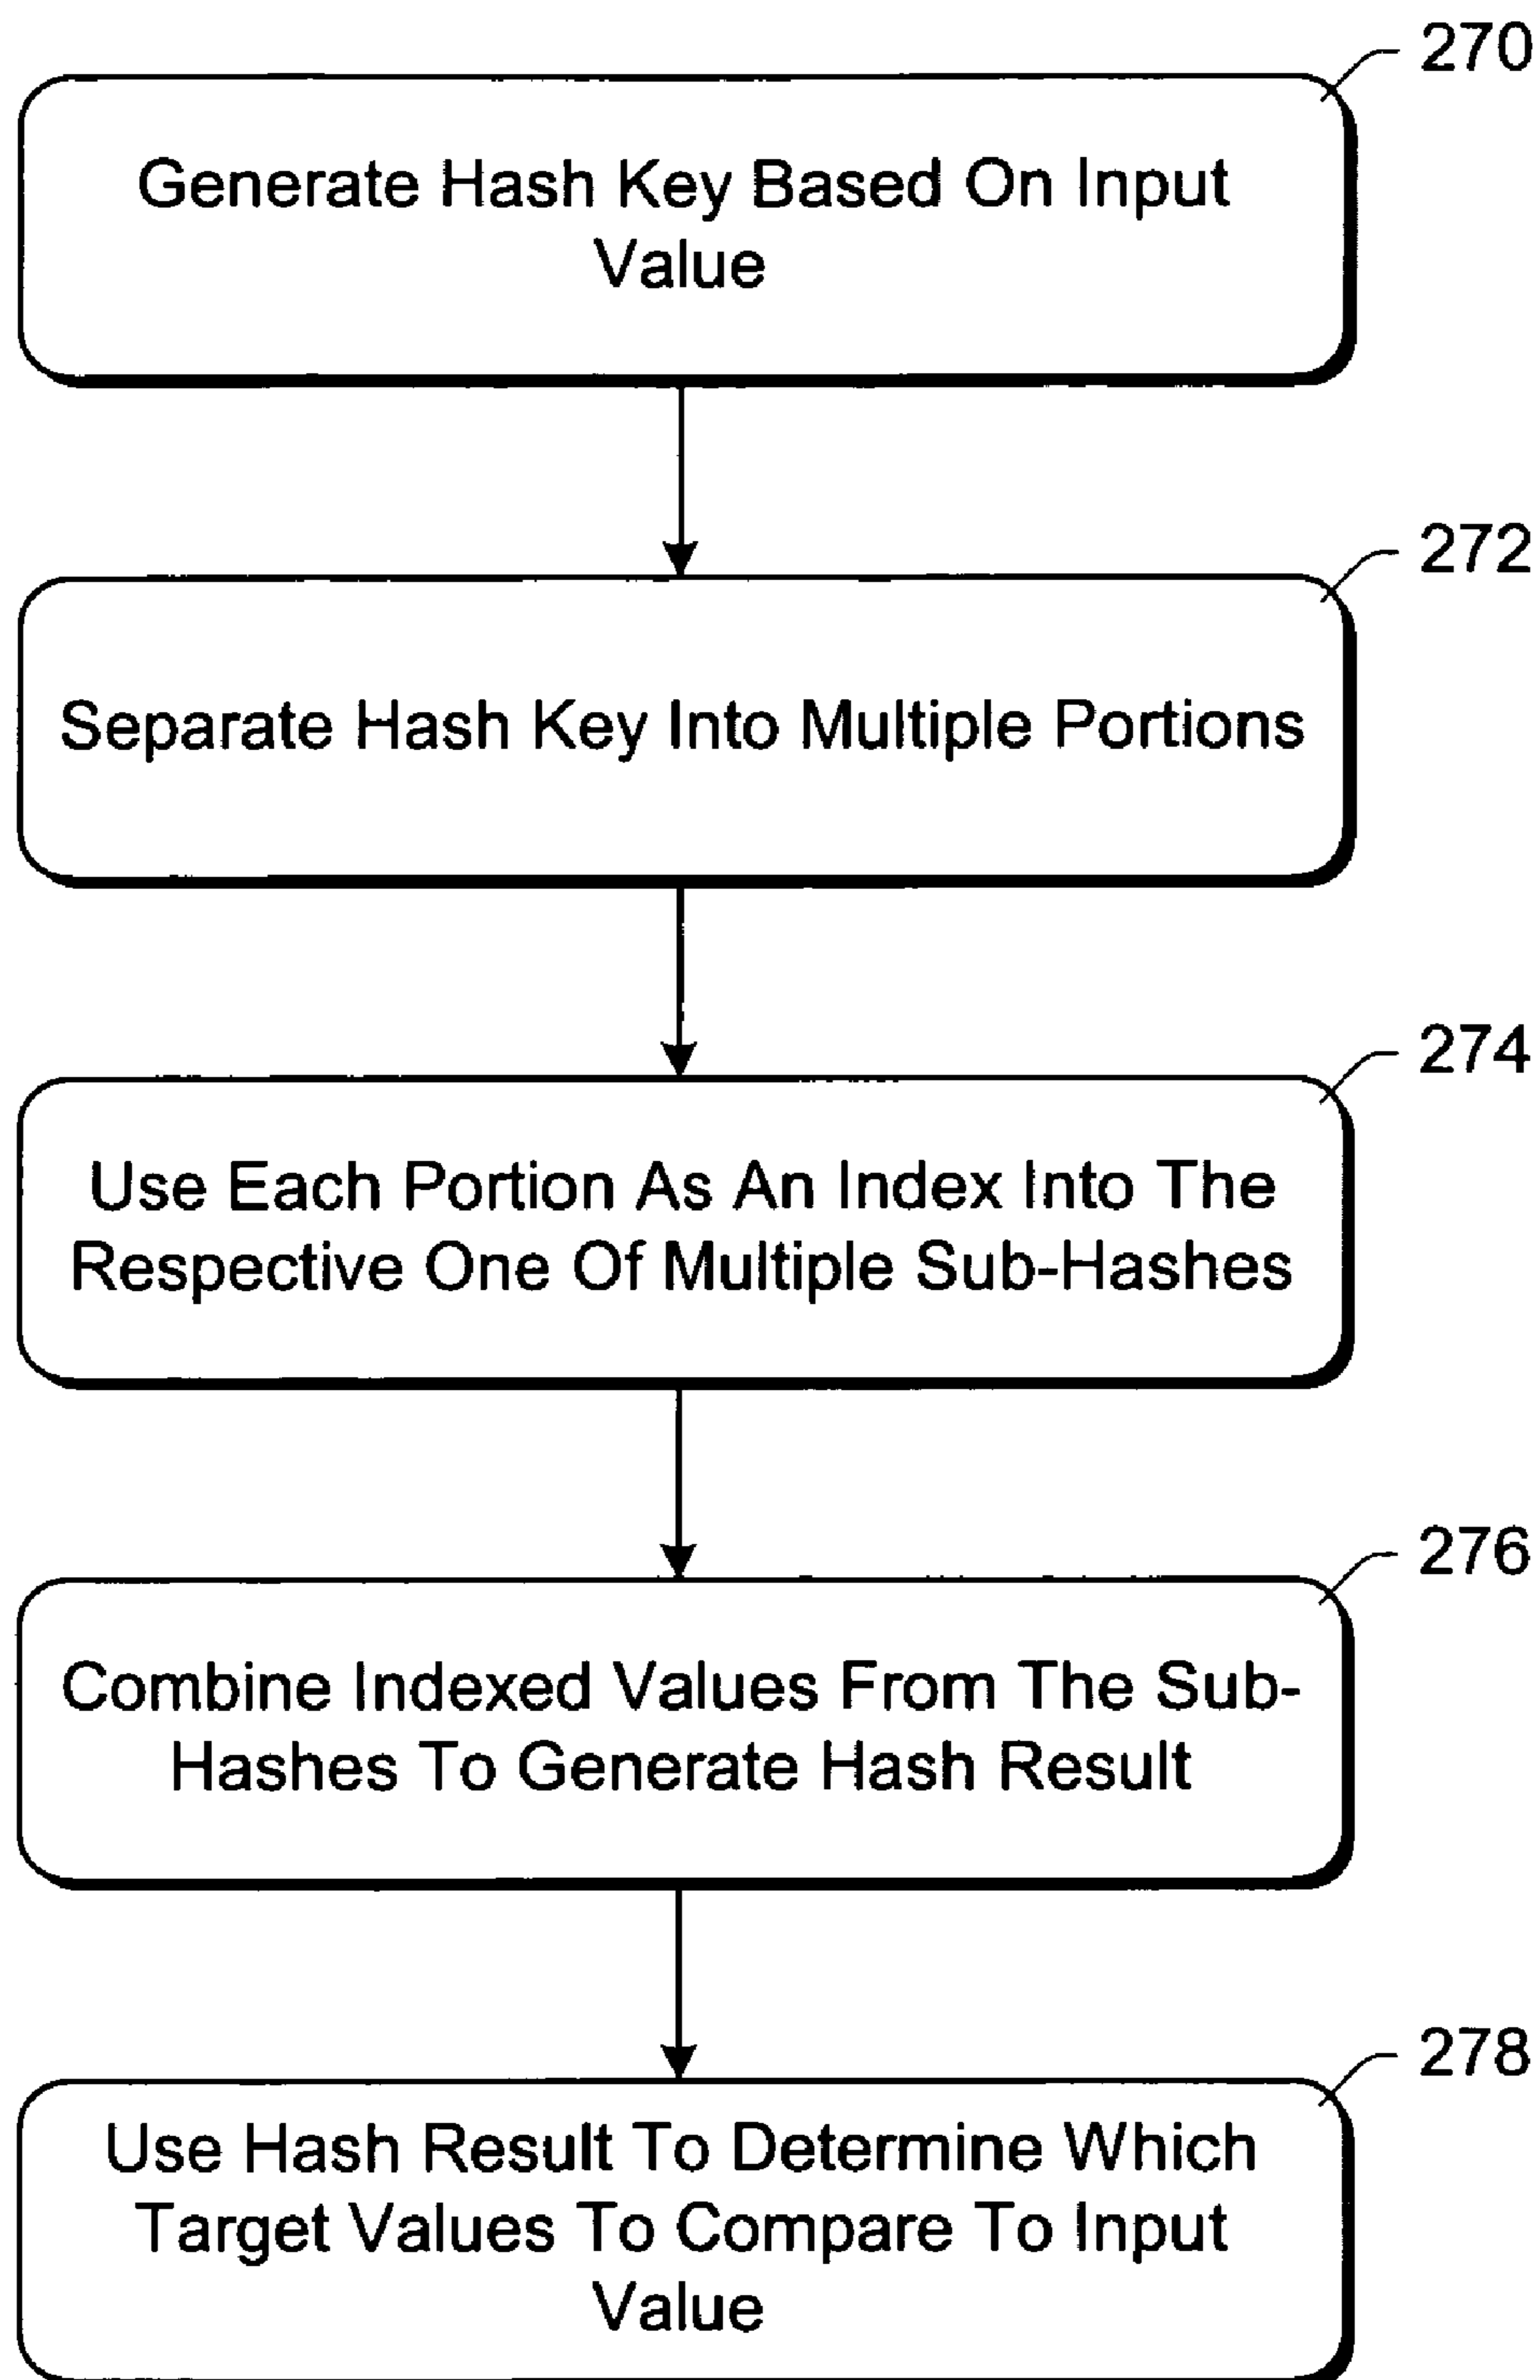 270
Generate Hash Key Based On Input
Value
272
Separate Hash Key Into Multiple Portions
274
Use Each Portion As An Index Into The
Respective One Of Multiple Sub-Hashes
276
Combine Indexed Values From The Sub-
Hashes To Generate Hash Result
278
Use Hash Result To Determine Which
Target Values To Compare To Input
Value